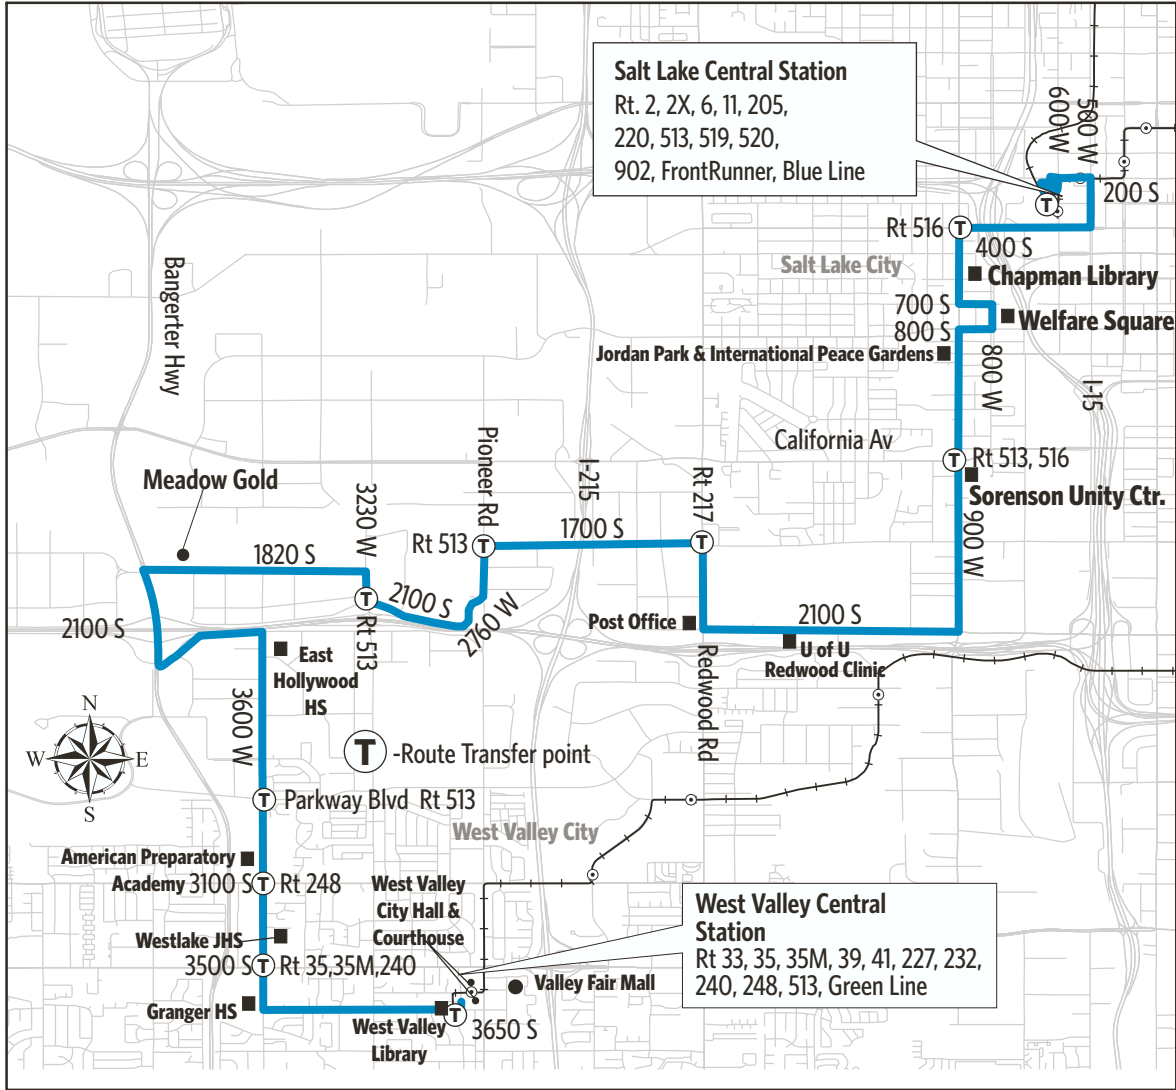 Salt Lake Central Station
Rt. 2, 2X, 6, 11, 205,
220, 513, 519, 520,
902, FrontRunner, Blue Line
600 W
500 W
200 S
Rt 516
400 S
Salt Lake City
Chapman Library
700 S
Welfare Square
800 S
Jordan Park & International Peace Gardens
800 W
I-15
Bangerter Hwy
California Av
Rt 513, 516
Sorenson Unity Ctr.
900 W
Meadow Gold
3230 W
Pioneer Rd
I-215
Rt 217
Rt 513
1700 S
1820 S
2100 S
2760 W
Rt 513
2100 S
Post Office
2100 S
U of U
Redwood Clinic
Redwood Rd
East
Hollywood
HS
3600 W
N
W
E
S
T
-Route Transfer point
Parkway Blvd Rt 513
West Valley City
American Preparatory
Academy 3100 S
Rt 248
West Valley
City Hall &
Courthouse
West Valley Central
Station
Rt 33, 35, 35M, 39, 41, 227, 232,
240, 248, 513, Green Line
Westlake JHS
3500 S
Rt 35,35M,240
Valley Fair Mall
Granger HS
West Valley
Library
3650 S
T
T
T
T
T
T
T
T
T
T